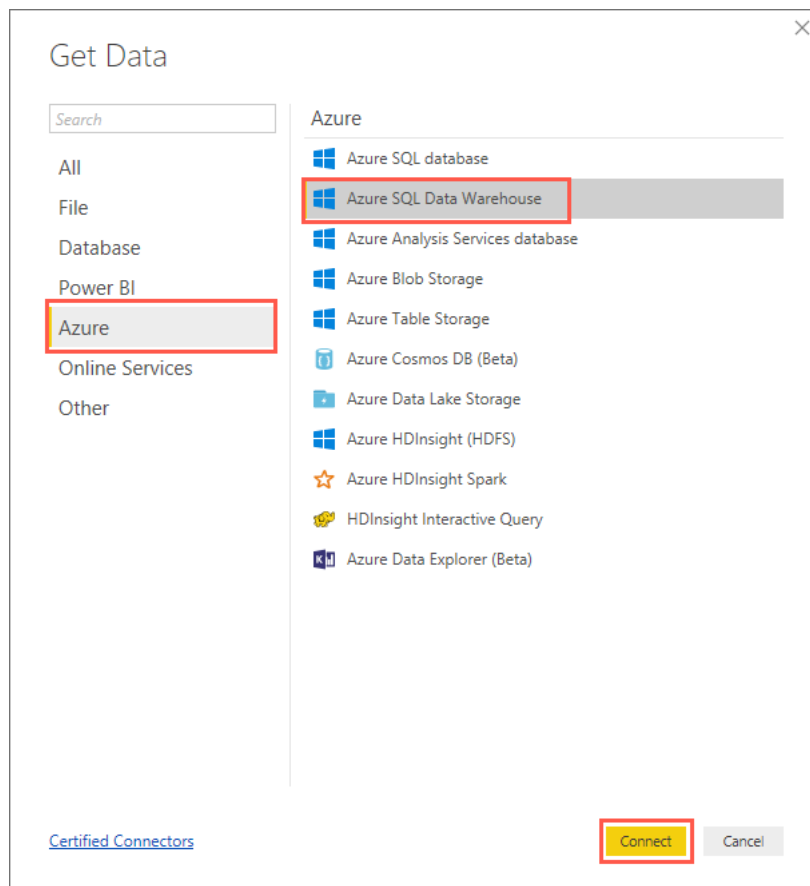 Get Data
Search
All
File
Database
Power BI
Azure
Online Services
Other
Azure
Azure SQL database
Azure SQL Data Warehouse
Azure Analysis Services database
Azure Blob Storage
Azure Table Storage
Azure Cosmos DB (Beta)
Azure Data Lake Storage
Azure HDInsight (HDFS)
Azure HDInsight Spark
HDInsight Interactive Query
Azure Data Explorer (Beta)
Certified Connectors
Connect
Cancel